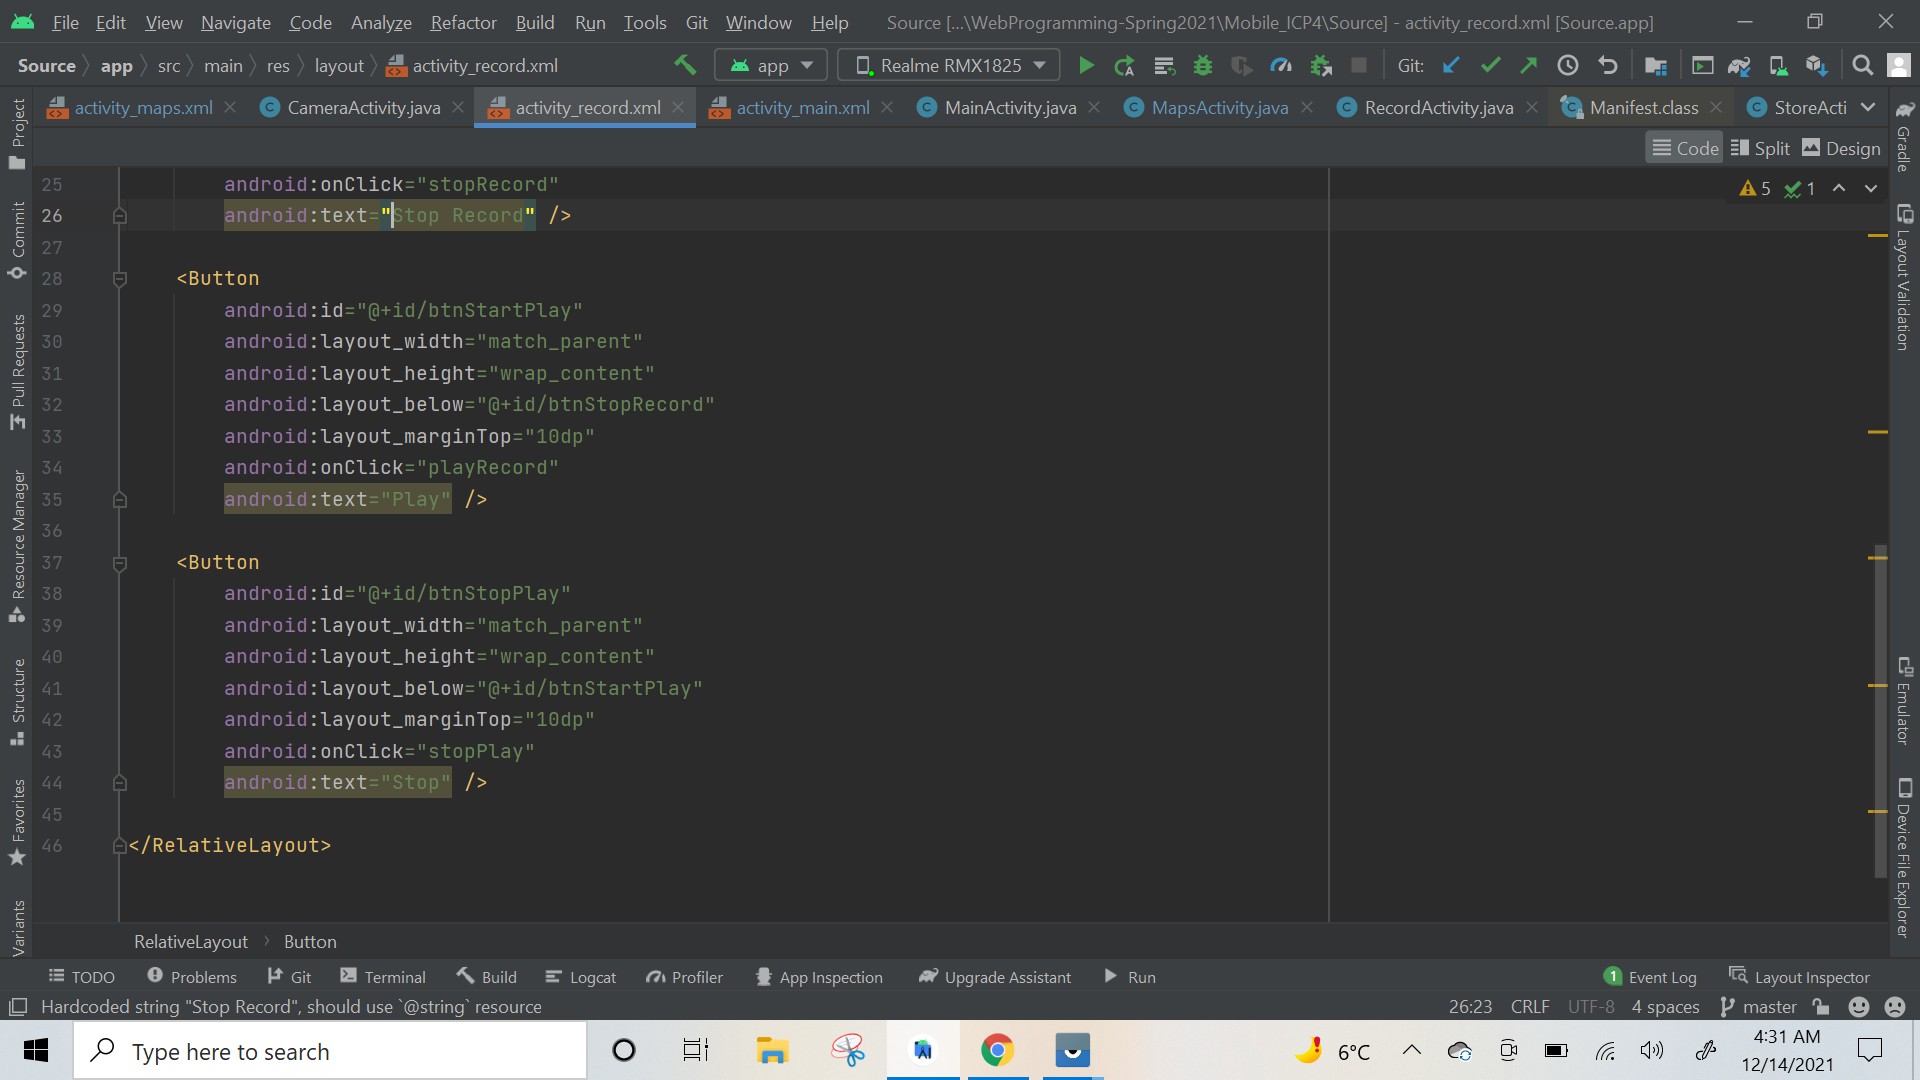 File Edit View Navigate Code Analyze Refactor Build Run Tools Git Window Help Source [...\WebProgramming-Spring2021\Mobile_ICP4\Source] - activity_record.xml [Source.app]
Source app src main res layout activity_record.xml app Realme RMX1825 Git:
activity_maps.xml CameraActivity.java activity_record.xml activity_main.xml MainActivity.java MapsActivity.java RecordActivity.java Manifest.class StoreActi
Code Split Design
5 1
25 android:onClick="stopRecord"
26 android:text="Stop Record" />
27
28 <Button
29 android:id="@+id/btnStartPlay"
30 android:layout_width="match_parent"
31 android:layout_height="wrap_content"
32 android:layout_below="@+id/btnStopRecord"
33 android:layout_marginTop="10dp"
34 android:onClick="playRecord"
35 android:text="Play" />
36
37 <Button
38 android:id="@+id/btnStopPlay"
39 android:layout_width="match_parent"
40 android:layout_height="wrap_content"
41 android:layout_below="@+id/btnStartPlay"
42 android:layout_marginTop="10dp"
43 android:onClick="stopPlay"
44 android:text="Stop" />
45
46 </RelativeLayout>
Project
Commit
Pull Requests
Resource Manager
Structure
Favorites
Variants
Gradle
Layout Validation
Emulator
Device File Explorer
RelativeLayout Button
TODO Problems Git Terminal Build Logcat Profiler App Inspection Upgrade Assistant Run 1 Event Log Layout Inspector
Hardcoded string "Stop Record", should use `@string` resource 26:23 CRLF UTF-8 4 spaces master
Type here to search 6°C 4:31 AM
12/14/2021